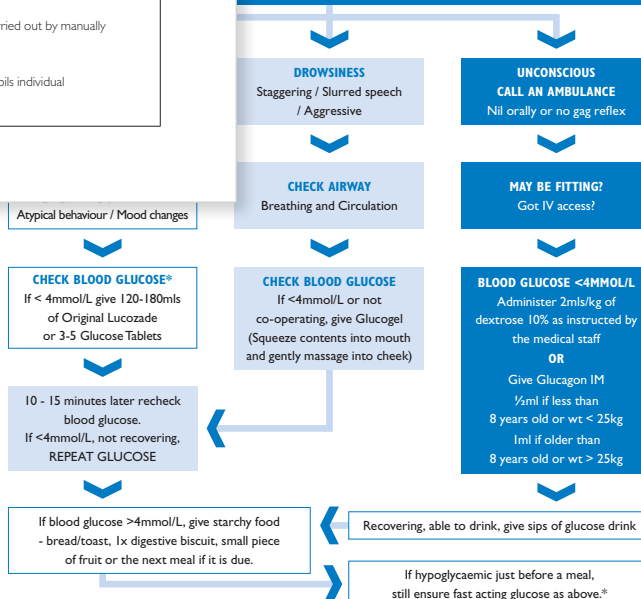 rried out by manually
pils individual
Atypical behaviour / Mood changes
CHECK BLOOD GLUCOSE*
If < 4mmol/L give 120-180mls
of Original Lucozade
or 3-5 Glucose Tablets
10 - 15 minutes later recheck
blood glucose.
If <4mmol/L, not recovering,
REPEAT GLUCOSE
If blood glucose >4mmol/L, give starchy food
- bread/toast, 1x digestive biscuit, small piece
of fruit or the next meal if it is due.
DROWSINESS
Staggering / Slurred speech
/ Aggressive
CHECK AIRWAY
Breathing and Circulation
CHECK BLOOD GLUCOSE
If <4mmol/L or not
co-operating, give Glucogel
(Squeeze contents into mouth
and gently massage into cheek)
UNCONSCIOUS
CALL AN AMBULANCE
Nil orally or no gag reflex
MAY BE FITTING?
Got IV access?
BLOOD GLUCOSE <4MMOL/L
Administer 2mls/kg of
dextrose 10% as instructed by
the medical staff
OR
Give Glucagon IM
½ml if less than
8 years old or wt < 25kg
1ml if older than
8 years old or wt > 25kg
Recovering, able to drink, give sips of glucose drink
If hypoglycaemic just before a meal,
still ensure fast acting glucose as above.*